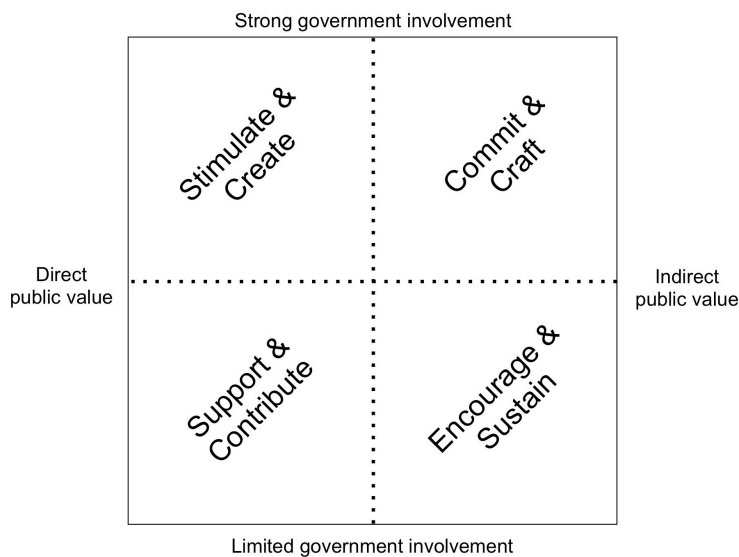 Strong government involvement
Stimulate &
Create
Commit &
Craft
Direct
public value
Indirect
public value
Support &
Contribute
Encourage &
Sustain
Limited government involvement